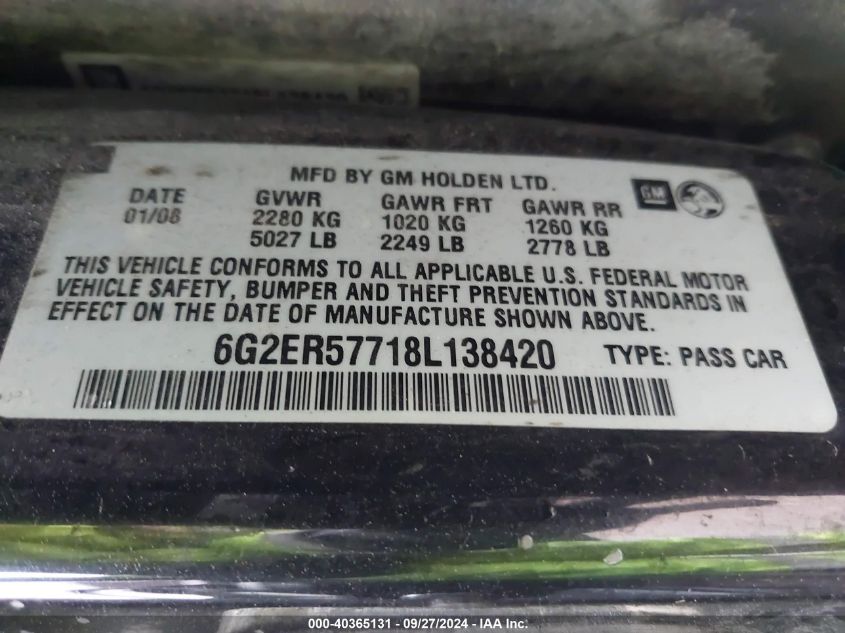 MFD BY GM HOLDEN LTD.
DATE GVWR GAWR FRT GAWR RR
01/08 2280 KG 1020 KG 1260 KG
5027 LB 2249 LB 2778 LB
GM
THIS VEHICLE CONFORMS TO ALL APPLICABLE U.S. FEDERAL MOTOR
VEHICLE SAFETY, BUMPER AND THEFT PREVENTION STANDARDS IN
EFFECT ON THE DATE OF MANUFACTURE SHOWN ABOVE.
6G2ER57718L138420 TYPE: PASS CAR
000-40365131 - 09/27/2024 - IAA Inc.